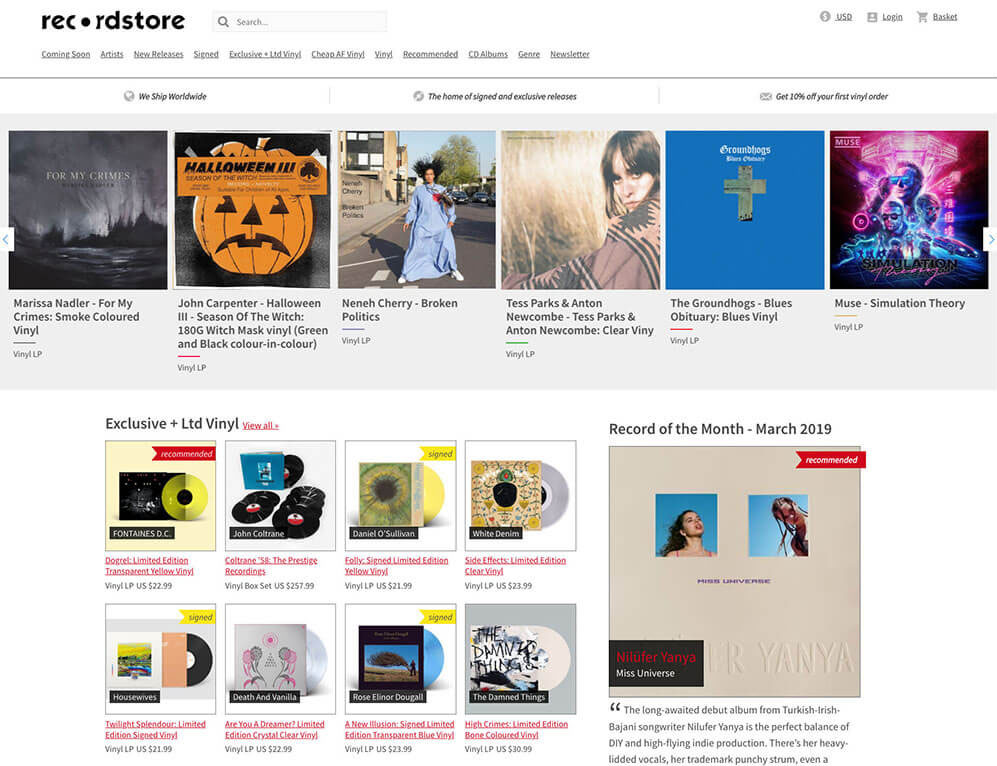 rec●rdstore
Search...
USD
Login
Basket
Coming Soon Artists New Releases Signed Exclusive + Ltd Vinyl Cheap AF Vinyl Vinyl Recommended CD Albums Genre Newsletter
We Ship Worldwide
The home of signed and exclusive releases
Get 10% off your first vinyl order
FOR MY CRIMES
MARISSA NADLER
HALLOWEEN III
SEASON OF THE WITCH
Suitable For Children of All Ages.
Neneh
Cherry
Broken
Politics
Groundhogs
Blues Obituary
MUSE
SIMULATION
Theory
Marissa Nadler - For My
Crimes: Smoke Coloured
Vinyl
Vinyl LP
John Carpenter - Halloween
III - Season Of The Witch:
180G Witch Mask vinyl (Green
and Black colour-in-colour)
Vinyl LP
Neneh Cherry - Broken
Politics
Vinyl LP
Tess Parks & Anton
Newcombe - Tess Parks &
Anton Newcombe: Clear Viny
Vinyl LP
The Groundhogs - Blues
Obituary: Blues Vinyl
Vinyl LP
Muse - Simulation Theory
Vinyl LP
Exclusive + Ltd Vinyl View all »
recommended
FONTAINES D.C.
Dogrel: Limited Edition
Transparent Yellow Vinyl
Vinyl LP US $22.99
John Coltrane
Coltrane '58: The Prestige
Recordings
Vinyl Box Set US $257.99
signed
Daniel O'Sullivan
Folly: Signed Limited Edition
Yellow Vinyl
Vinyl LP US $21.99
White Denim
Side Effects: Limited Edition
Clear Vinyl
Vinyl LP US $23.99
signed
Housewives
Twilight Splendour: Limited
Edition Signed Vinyl
Vinyl LP US $21.99
Death And Vanilla
Are You A Dreamer? Limited
Edition Crystal Clear Vinyl
Vinyl LP US $22.99
signed
Rose Elinor Dougall
A New Illusion: Signed Limited
Edition Transparent Blue Vinyl
Vinyl LP US $23.99
THE
DAMNED
THINGS
The Damned Things
High Crimes: Limited Edition
Bone Coloured Vinyl
Vinyl LP US $30.99
Record of the Month - March 2019
recommended
MISS UNIVERSE
ER YANYA
Nilüfer Yanya
Miss Universe
“ The long-awaited debut album from Turkish-Irish-
Bajani songwriter Nilufer Yanya is the perfect balance of
DIY and high-flying indie production. There's her heavy-
lidded vocals, her trademark punchy strum, even a